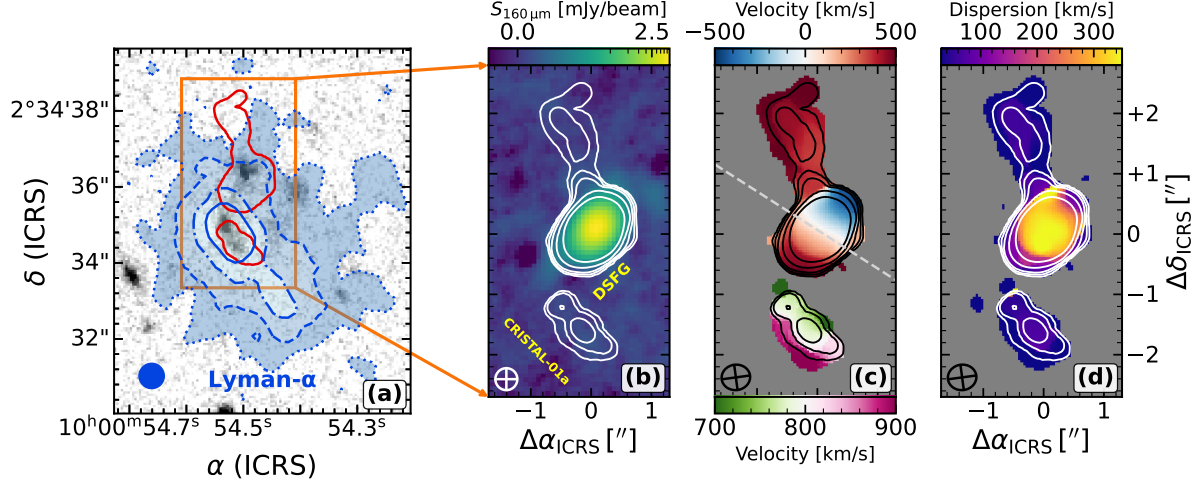 S160 μm [mJy/beam]
0.0 2.5
Velocity [km/s]
−500 0 500
Dispersion [km/s]
100 200 300
2°34'38"
36"
34"
32"
δ (ICRS)
Lyman-α
(a)
10h00m54.7s 54.5s 54.3s
α (ICRS)
DSFG
CRISTAL-01a
(b)
−1 0 1
ΔαICRS ["]
(c)
700 800 900
Velocity [km/s]
(d)
−1 0 1
ΔαICRS ["]
+2
+1
0
−1
−2
ΔδICRS ["]